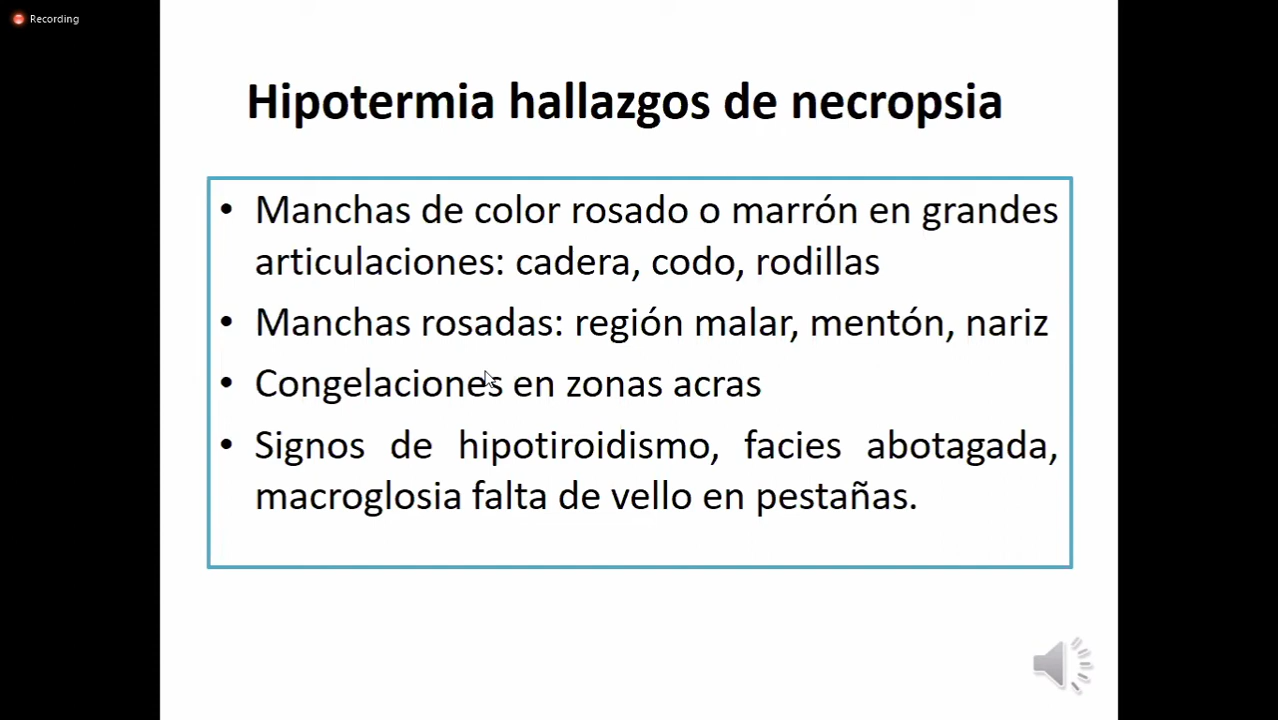 Recording
Hipotermia hallazgos de necropsia
• Manchas de color rosado o marrón en grandes
articulaciones: cadera, codo, rodillas
• Manchas rosadas: región malar, mentón, nariz
• Congelaciones en zonas acras
• Signos de hipotiroidismo, facies abotagada,
macroglosia falta de vello en pestañas.